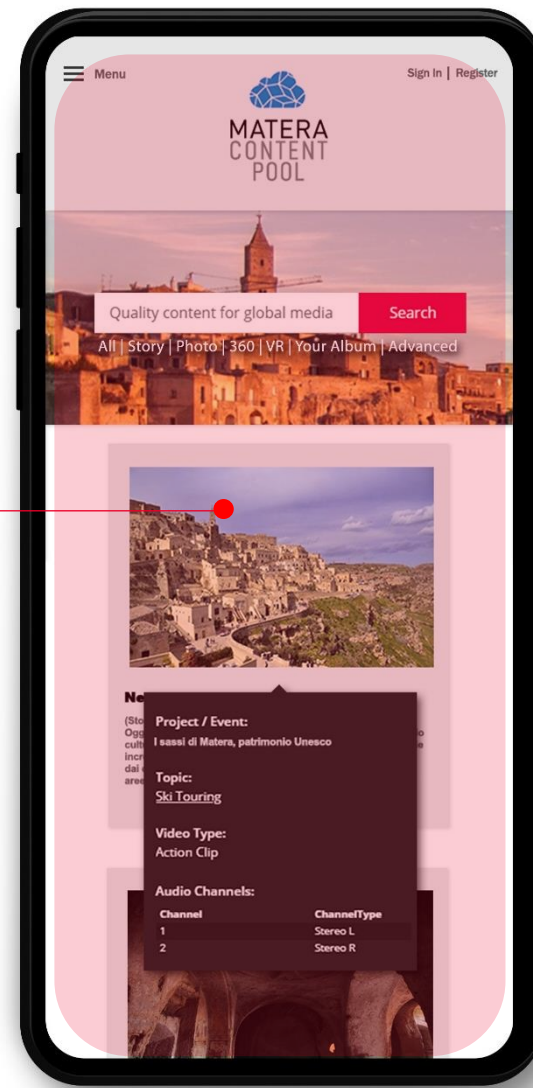 Menu
Sign In | Register
MATERA
CONTENT
POOL
Quality content for global media
Search
All | Story | Photo | 360 | VR | Your Album | Advanced
Ne
(Sto
Ogg
cult
incr
dai
aree
Project / Event:
I sassi di Matera, patrimonio Unesco
Topic:
Ski Touring
Video Type:
Action Clip
Audio Channels:
Channel ChannelType
1 Stereo L
2 Stereo R